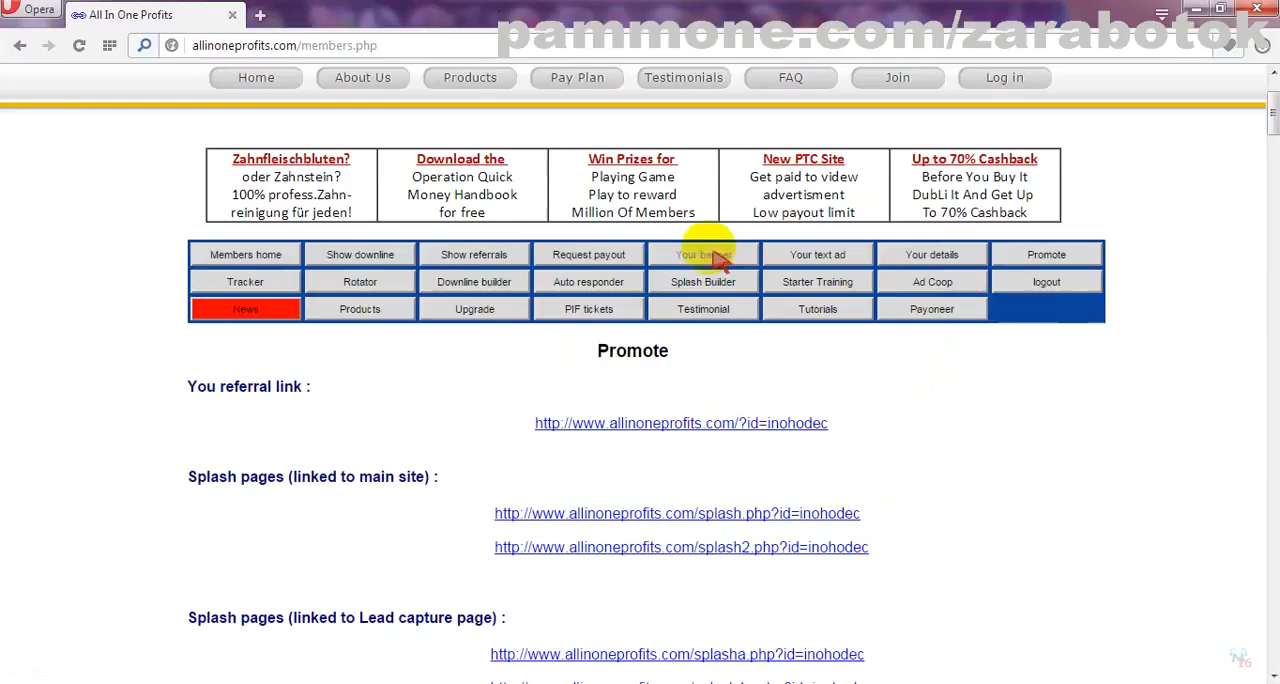 Opera
All In One Profits
pammone.com/zarabotok
allinoneprofits.com/members.php
Home About Us Products Pay Plan Testimonials FAQ Join Log in
Zahnfleischbluten?
oder Zahnstein?
100% profess.Zahn-
reinigung für jeden!
Download the
Operation Quick
Money Handbook
for free
Win Prizes for
Playing Game
Play to reward
Million Of Members
New PTC Site
Get paid to videw
advertisment
Low payout limit
Up to 70% Cashback
Before You Buy It
DubLi It And Get Up
To 70% Cashback
Members home Show downline Show referrals Request payout Your banner Your text ad Your details Promote
Tracker Rotator Downline builder Auto responder Splash Builder Starter Training Ad Coop logout
News Products Upgrade PIF tickets Testimonial Tutorials Payoneer
Promote
You referral link :
http://www.allinoneprofits.com/?id=inohodec
Splash pages (linked to main site) :
http://www.allinoneprofits.com/splash.php?id=inohodec
http://www.allinoneprofits.com/splash2.php?id=inohodec
Splash pages (linked to Lead capture page) :
http://www.allinoneprofits.com/splasha.php?id=inohodec